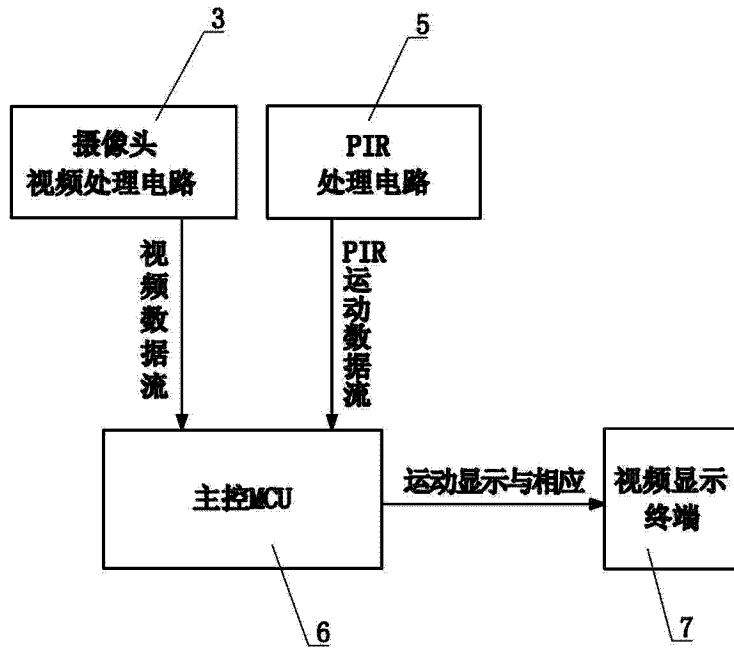 3
5
摄像头
视频处理电路
PIR
处理电路
视频数据流
PIR
运动数据流
主控MCU
运动显示与相应
视频显示
终端
6
7